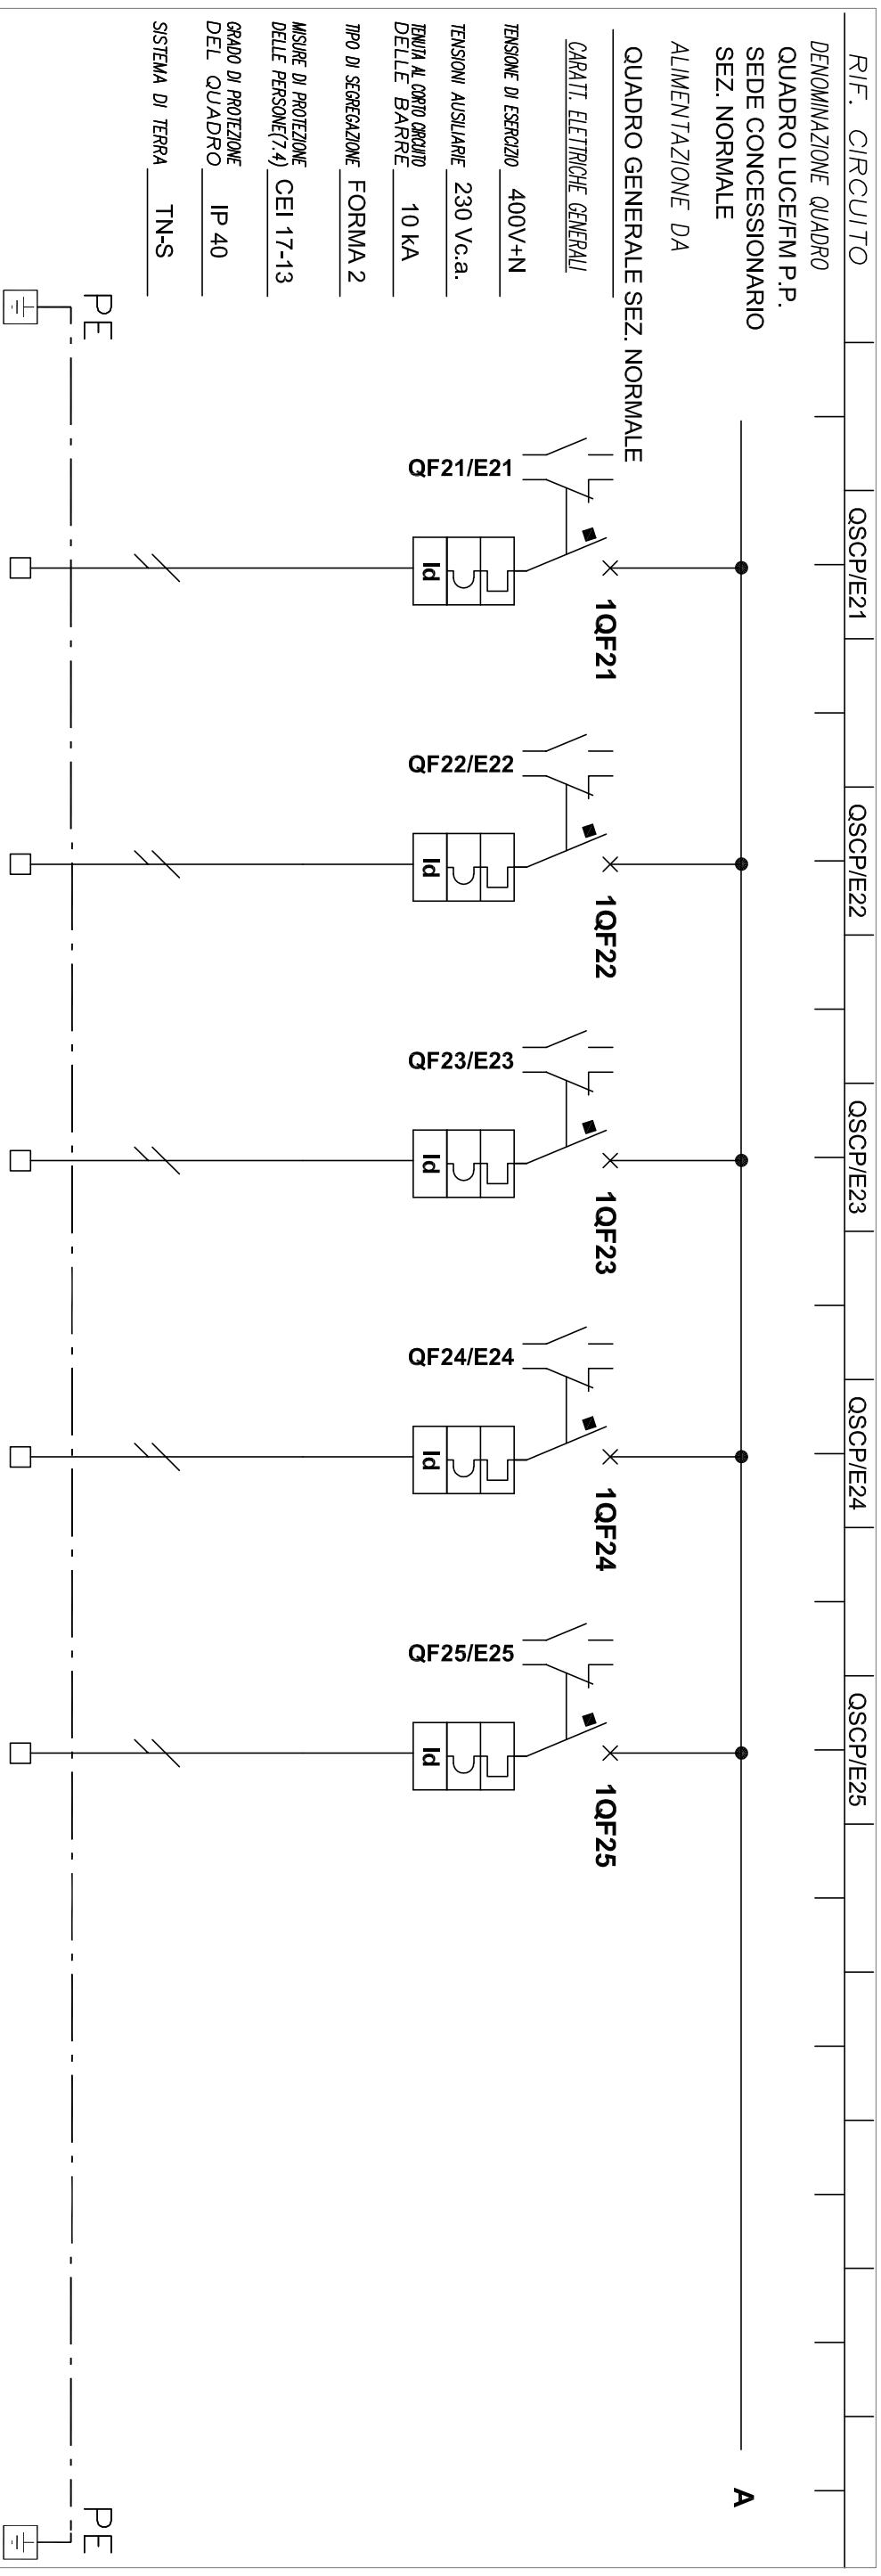 RIF. CIRCUITO
QSCP/E21
QSCP/E22
QSCP/E23
QSCP/E24
QSCP/E25
DENOMINAZIONE QUADRO
QUADRO LUCE/FM P.P.
SEDE CONCESSIONARIO
SEZ. NORMALE
A
ALIMENTAZIONE DA
QUADRO GENERALE SEZ. NORMALE
1QF21
1QF22
1QF23
1QF24
1QF25
CARATT. ELETTRICHE GENERALI
TENSIONE DI ESERCIZIO
400V+N
TENSIONI AUSILIARIE
230 Vc.a.
TENUTA AL CORTO CIRCUITO
DELLE BARRE
10 kA
QF21/E21
QF22/E22
QF23/E23
QF24/E24
QF25/E25
Id
Id
Id
Id
Id
TIPO DI SEGREGAZIONE
FORMA 2
MISURE DI PROTEZIONE
DELLE PERSONE(7.4)
CEI 17-13
GRADO DI PROTEZIONE
DEL QUADRO
IP 40
SISTEMA DI TERRA
TN-S
PE
PE